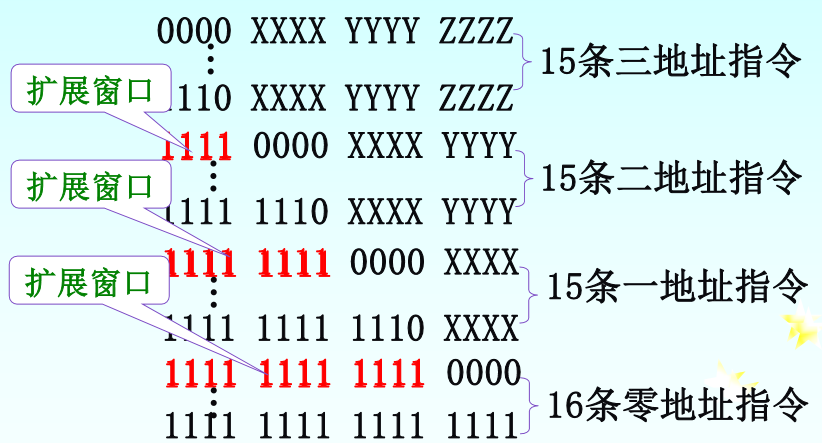 0000 XXXX YYYY ZZZZ
15条三地址指令
扩展窗口
1110 XXXX YYYY ZZZZ
1111 0000 XXXX YYYY
扩展窗口
15条二地址指令
1111 1110 XXXX YYYY
1111 1111 0000 XXXX
扩展窗口
15条一地址指令
1111 1111 1110 XXXX
1111 1111 1111 0000
16条零地址指令
1111 1111 1111 1111